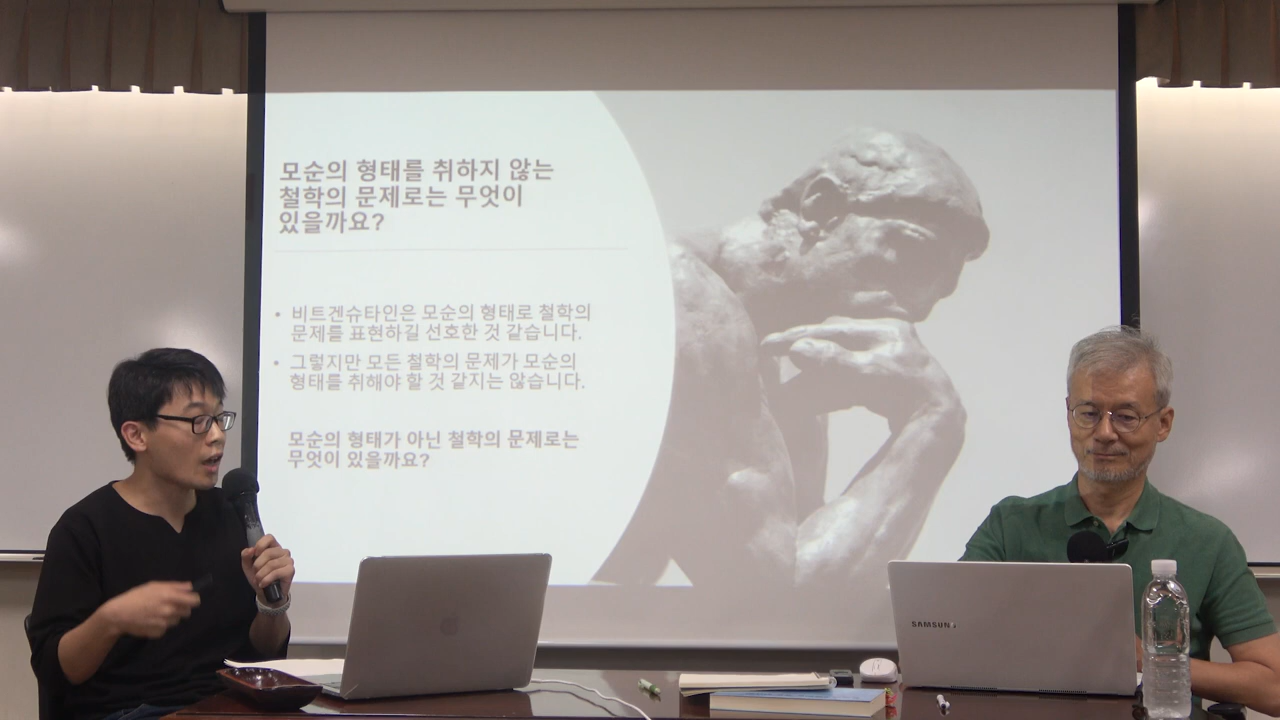 모순의 형태를 취하지 않는
철학의 문제로는 무엇이
있을까요?
• 비트겐슈타인은 모순의 형태로 철학의
문제를 표현하길 선호한 것 같습니다.
• 그렇지만 모든 철학의 문제가 모순의
형태를 취해야 할 것 같지는 않습니다.
모순의 형태가 아닌 철학의 문제로는
무엇이 있을까요?
SAMSUNG